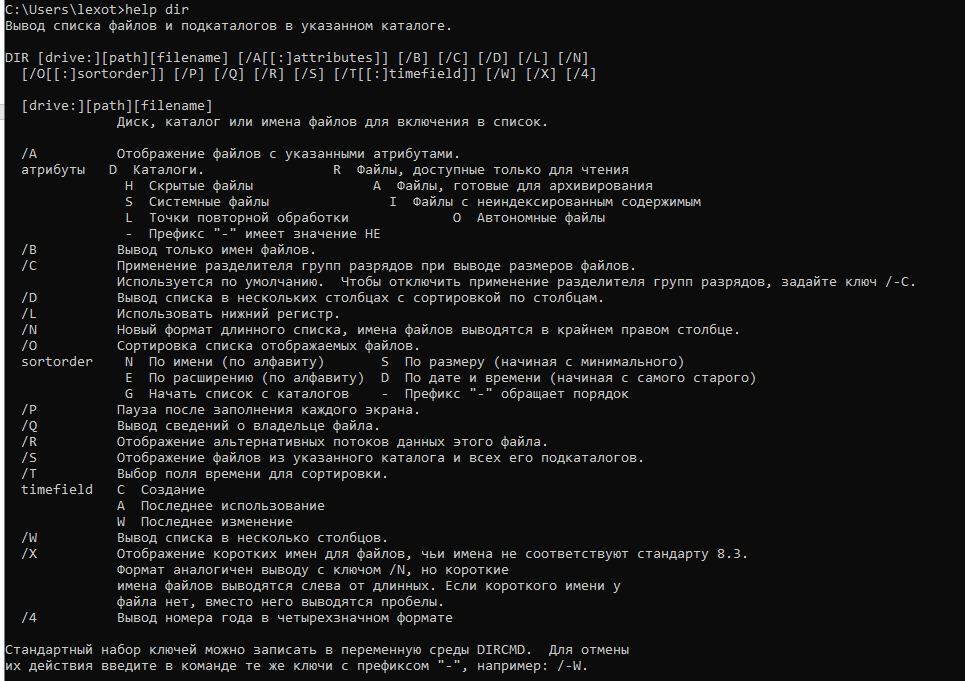 C:\Users\lexot>help dir
Вывод списка файлов и подкаталогов в указанном каталоге.

DIR [drive:][path][filename] [/A[[:]attributes]] [/B] [/C] [/D] [/L] [/N]
  [/O[[:]sortorder]] [/P] [/Q] [/R] [/S] [/T[[:]timefield]] [/W] [/X] [/4]

  [drive:][path][filename]
              Диск, каталог или имена файлов для включения в список.

  /A          Отображение файлов с указанными атрибутами.
  атрибуты   D  Каталоги.                R  Файлы, доступные только для чтения
               H  Скрытые файлы               A  Файлы, готовые для архивирования
               S  Системные файлы               I  Файлы с неиндексированным содержимым
               L  Точки повторной обработки             O  Автономные файлы
               -  Префикс "-" имеет значение НЕ
  /B          Вывод только имен файлов.
  /C          Применение разделителя групп разрядов при выводе размеров файлов.
              Используется по умолчанию.  Чтобы отключить применение разделителя групп разрядов, задайте ключ /-C.
  /D          Вывод списка в нескольких столбцах с сортировкой по столбцам.
  /L          Использовать нижний регистр.
  /N          Новый формат длинного списка, имена файлов выводятся в крайнем правом столбце.
  /O          Сортировка списка отображаемых файлов.
  sortorder    N  По имени (по алфавиту)       S  По размеру (начиная с минимального)
               E  По расширению (по алфавиту)  D  По дате и времени (начиная с самого старого)
               G  Начать список с каталогов    -  Префикс "-" обращает порядок
  /P          Пауза после заполнения каждого экрана.
  /Q          Вывод сведений о владельце файла.
  /R          Отображение альтернативных потоков данных этого файла.
  /S          Отображение файлов из указанного каталога и всех его подкаталогов.
  /T          Выбор поля времени для сортировки.
  timefield   C  Создание
              A  Последнее использование
              W  Последнее изменение
  /W          Вывод списка в несколько столбцов.
  /X          Отображение коротких имен для файлов, чьи имена не соответствуют стандарту 8.3.
              Формат аналогичен выводу с ключом /N, но короткие
              имена файлов выводятся слева от длинных. Если короткого имени у
              файла нет, вместо него выводятся пробелы.
  /4          Вывод номера года в четырехзначном формате

Стандартный набор ключей можно записать в переменную среды DIRCMD.  Для отмены
их действия введите в команде те же ключи с префиксом "-", например: /-W.